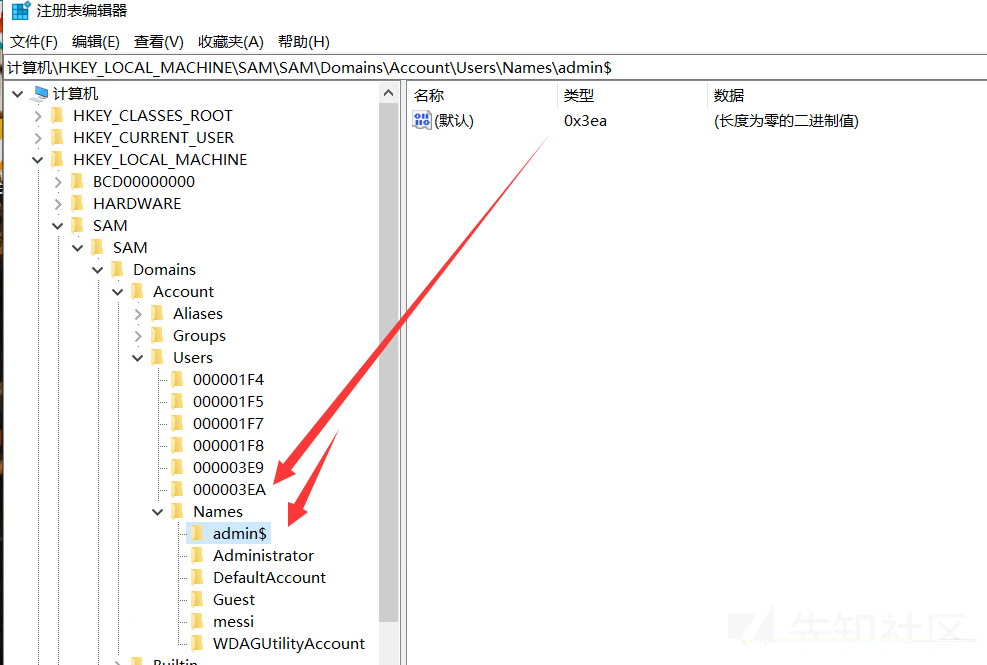 注册表编辑器
文件(F) 编辑(E) 查看(V) 收藏夹(A) 帮助(H)
计算机\HKEY_LOCAL_MACHINE\SAM\SAM\Domains\Account\Users\Names\admin$
计算机
HKEY_CLASSES_ROOT
HKEY_CURRENT_USER
HKEY_LOCAL_MACHINE
BCD00000000
HARDWARE
SAM
SAM
Domains
Account
Aliases
Groups
Users
000001F4
000001F5
000001F7
000001F8
000003E9
000003EA
Names
admin$
Administrator
DefaultAccount
Guest
messi
WDAGUtilityAccount
Builtin
名称 类型 数据
(默认) 0x3ea (长度为零的二进制值)
先知社区